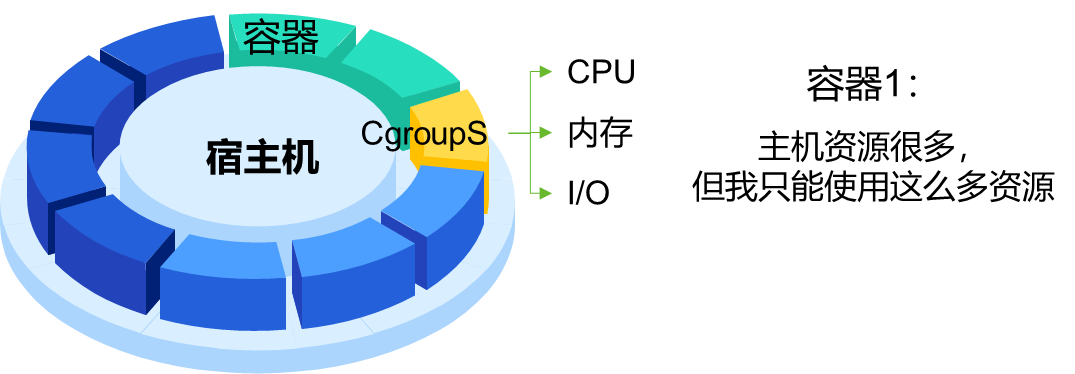 容器
宿主机
CgroupS
CPU
内存
I/O
容器1：
主机资源很多，
但我只能使用这么多资源